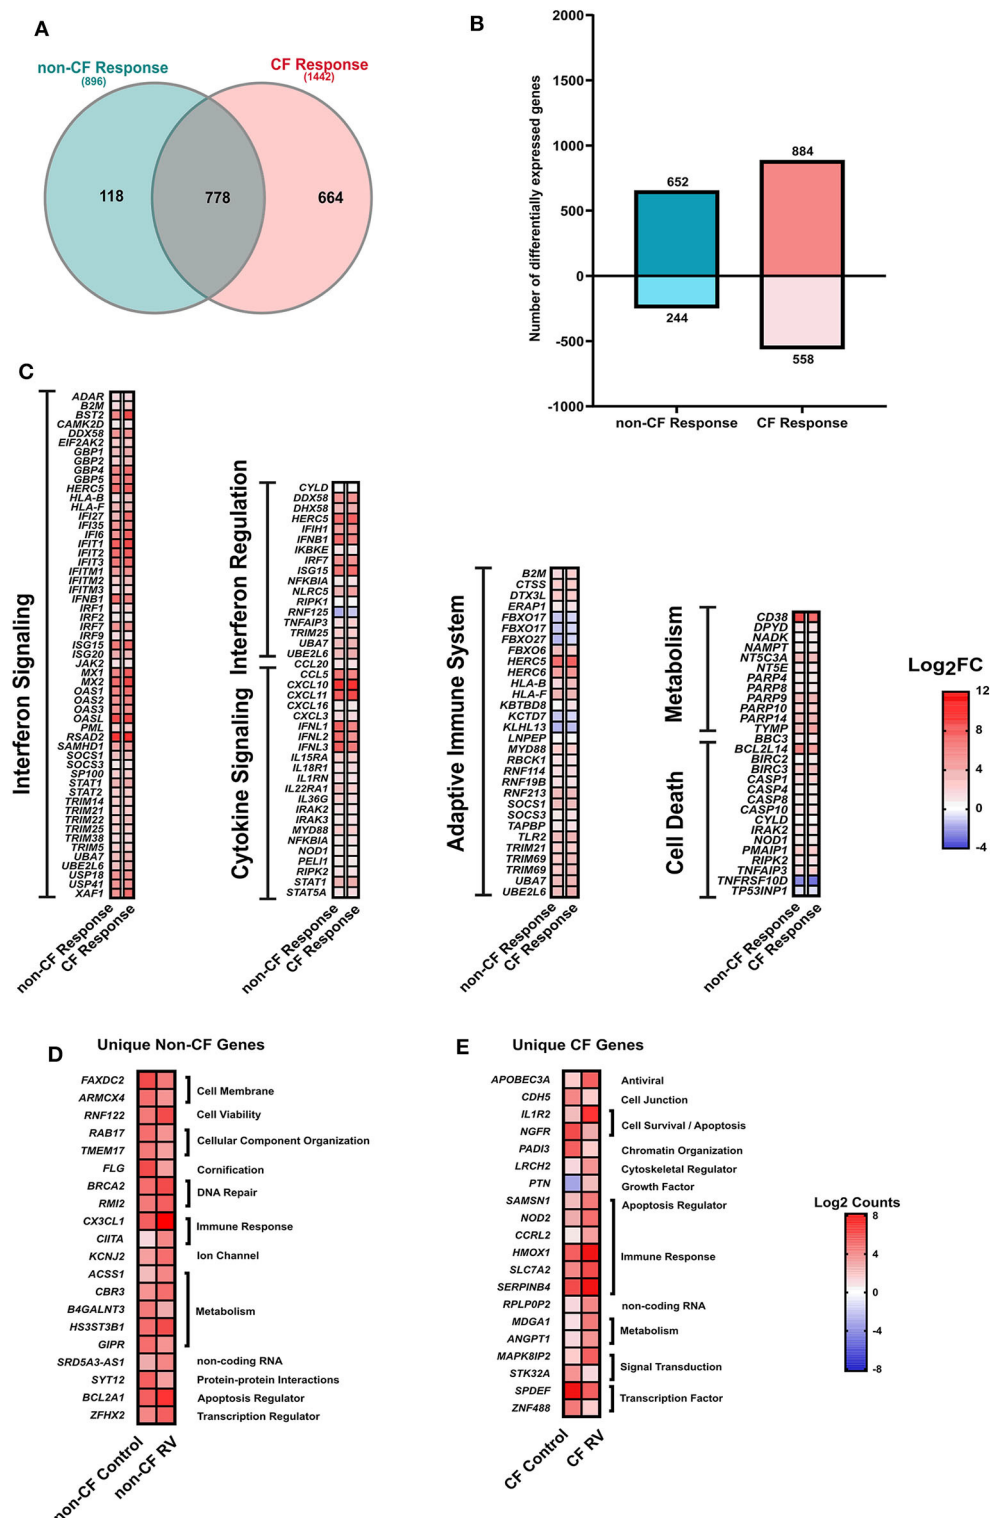 A
non-CF Response
(896)
CF Response
(1442)
118
778
664
B
Number of differentially expressed genes
2000
1500
1000
500
0
-500
-1000
652
244
884
558
non-CF Response
CF Response
C
Interferon Signaling
ADAR
B2M
BST2
CAMK2D
DDX58
EIF2AK2
GBP1
GBP2
GBP4
GBP5
HERC5
HLA-B
HLA-F
IFI27
IFI35
IFI6
IFIT1
IFIT2
IFIT3
IFITM1
IFITM2
IFITM3
IFNB1
IRF1
IRF2
IRF7
IRF9
ISG15
ISG20
JAK2
MX1
MX2
OAS1
OAS2
OAS3
OASL
PML
RSAD2
SAMHD1
SOCS1
SOCS3
SP100
STAT1
STAT2
TRIM14
TRIM21
TRIM22
TRIM25
TRIM38
TRIM5
UBA7
UBE2L6
USP18
USP41
XAF1
non-CF Response
CF Response
Interferon Regulation
CYLD
DDX58
DHX58
HERC5
IFIH1
IFNB1
IKBKE
IRF7
ISG15
NFKBIA
NLRC5
RIPK1
RNF125
TNFAIP3
TRIM25
UBA7
UBE2L6
Cytokine Signaling
CCL20
CCL5
CXCL10
CXCL11
CXCL16
CXCL3
IFNL1
IFNL2
IFNL3
IL15RA
IL18R1
IL1RN
IL22RA1
IL36G
IRAK2
IRAK3
MYD88
NFKBIA
NOD1
PELI1
RIPK2
STAT1
STAT5A
non-CF Response
CF Response
Adaptive Immune System
B2M
CTSS
DTX3L
ERAP1
FBXO17
FBXO17
FBXO27
FBXO6
HERC5
HERC6
HLA-B
HLA-F
KBTBD8
KCTD7
KLHL13
LNPEP
MYD88
RBCK1
RNF114
RNF19B
RNF213
SOCS1
SOCS3
TAPBP
TLR2
TRIM21
TRIM69
TRIM69
UBA7
UBE2L6
non-CF Response
CF Response
Metabolism
CD38
DPYD
NADK
NAMPT
NT5C3A
NT5E
PARP4
PARP8
PARP9
PARP10
PARP14
TYMP
Cell Death
BBC3
BCL2L14
BIRC2
BIRC3
CASP1
CASP4
CASP8
CASP10
CYLD
IRAK2
NOD1
PMAIP1
RIPK2
TNFAIP3
TNFRSF10D
TP53INP1
non-CF Response
CF Response
Log2FC
12
8
4
0
-4
D
Unique Non-CF Genes
FAXDC2
ARMCX4
RNF122
RAB17
TMEM17
FLG
BRCA2
RMI2
CX3CL1
CIITA
KCNJ2
ACSS1
CBR3
B4GALNT3
HS3ST3B1
GIPR
SRD5A3-AS1
SYT12
BCL2A1
ZFHX2
Cell Membrane
Cell Viability
Cellular Component Organization
Cornification
DNA Repair
Immune Response
Ion Channel
Metabolism
non-coding RNA
Protein-protein Interactions
Apoptosis Regulator
Transcription Regulator
non-CF Control
non-CF RV
E
Unique CF Genes
APOBEC3A
CDH5
IL1R2
NGFR
PADI3
LRCH2
PTN
SAMSN1
NOD2
CCRL2
HMOX1
SLC7A2
SERPINB4
RPLP0P2
MDGA1
ANGPT1
MAPK8IP2
STK32A
SPDEF
ZNF488
Antiviral
Cell Junction
Cell Survival / Apoptosis
Chromatin Organization
Cytoskeletal Regulator
Growth Factor
Apoptosis Regulator
Immune Response
non-coding RNA
Metabolism
Signal Transduction
Transcription Factor
CF Control
CF RV
Log2 Counts
8
4
0
-4
-8